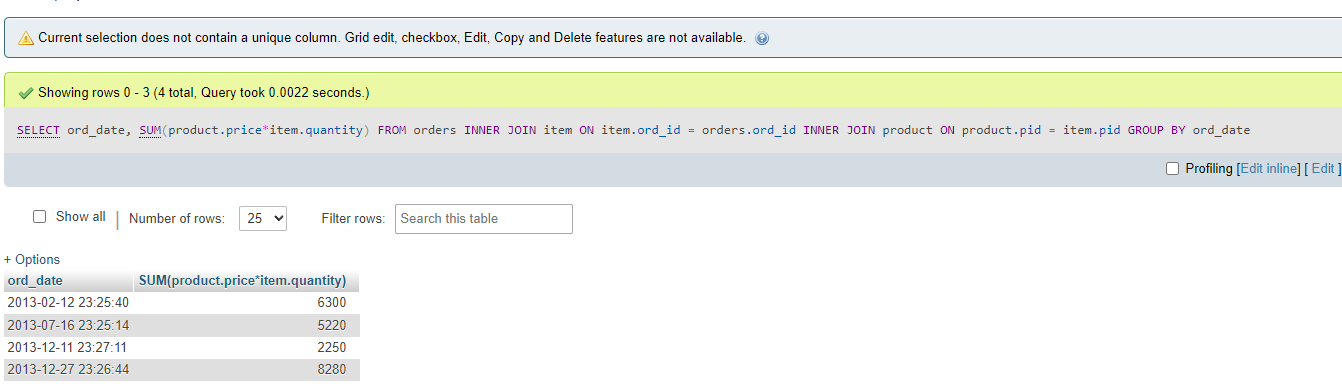 Current selection does not contain a unique column. Grid edit, checkbox, Edit, Copy and Delete features are not available.
Showing rows 0 - 3 (4 total, Query took 0.0022 seconds.)
SELECT ord_date, SUM(product.price*item.quantity) FROM orders INNER JOIN item ON item.ord_id = orders.ord_id INNER JOIN product ON product.pid = item.pid GROUP BY ord_date
Profiling [Edit inline] [ Edit ]
Show all | Number of rows: 25 Filter rows: Search this table
+ Options
ord_date SUM(product.price*item.quantity)
2013-02-12 23:25:40 6300
2013-07-16 23:25:14 5220
2013-12-11 23:27:11 2250
2013-12-27 23:26:44 8280